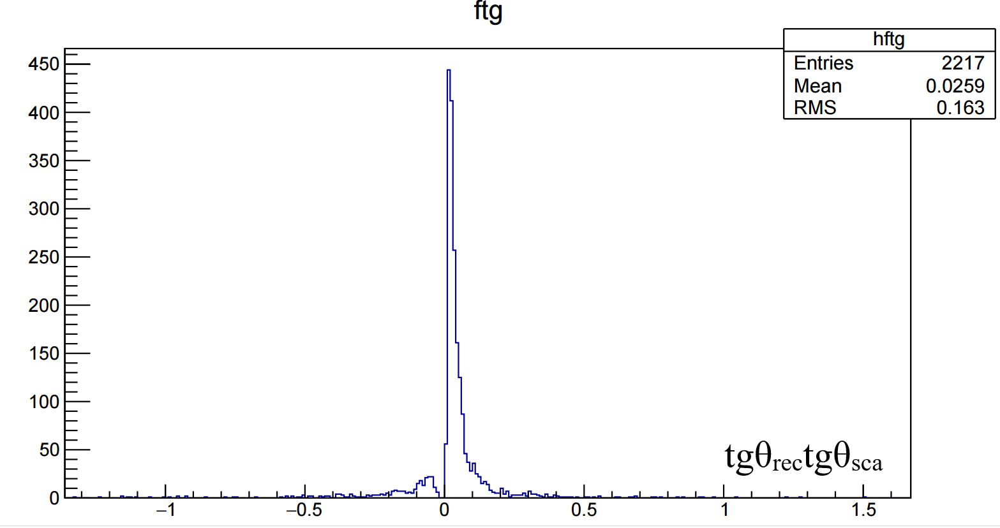 ftg
hftg
Entries 2217
Mean 0.0259
RMS 0.163
450
400
350
300
250
200
150
100
50
0
−1 −0.5 0 0.5 1 1.5
tgθrectgθsca